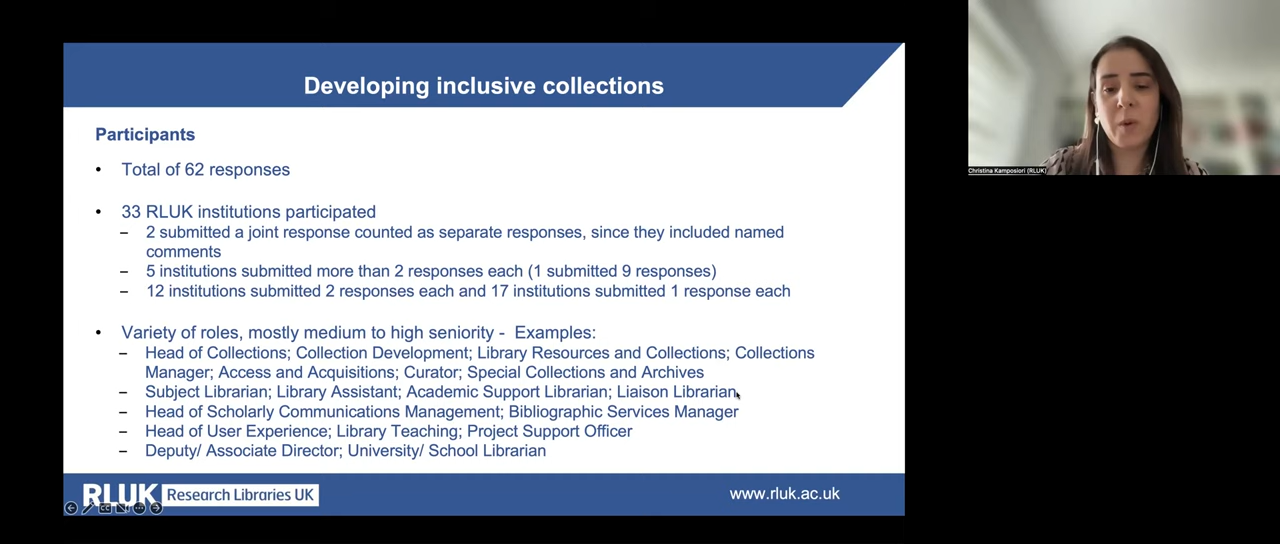 Developing inclusive collections
Participants
• Total of 62 responses
• 33 RLUK institutions participated
– 2 submitted a joint response counted as separate responses, since they included named
comments
– 5 institutions submitted more than 2 responses each (1 submitted 9 responses)
– 12 institutions submitted 2 responses each and 17 institutions submitted 1 response each
• Variety of roles, mostly medium to high seniority - Examples:
– Head of Collections; Collection Development; Library Resources and Collections; Collections
Manager; Access and Acquisitions; Curator; Special Collections and Archives
– Subject Librarian; Library Assistant; Academic Support Librarian; Liaison Librarian
– Head of Scholarly Communications Management; Bibliographic Services Manager
– Head of User Experience; Library Teaching; Project Support Officer
– Deputy/ Associate Director; University/ School Librarian
RLUK Research Libraries UK
www.rluk.ac.uk
Christina Kamposiori (RLUK)